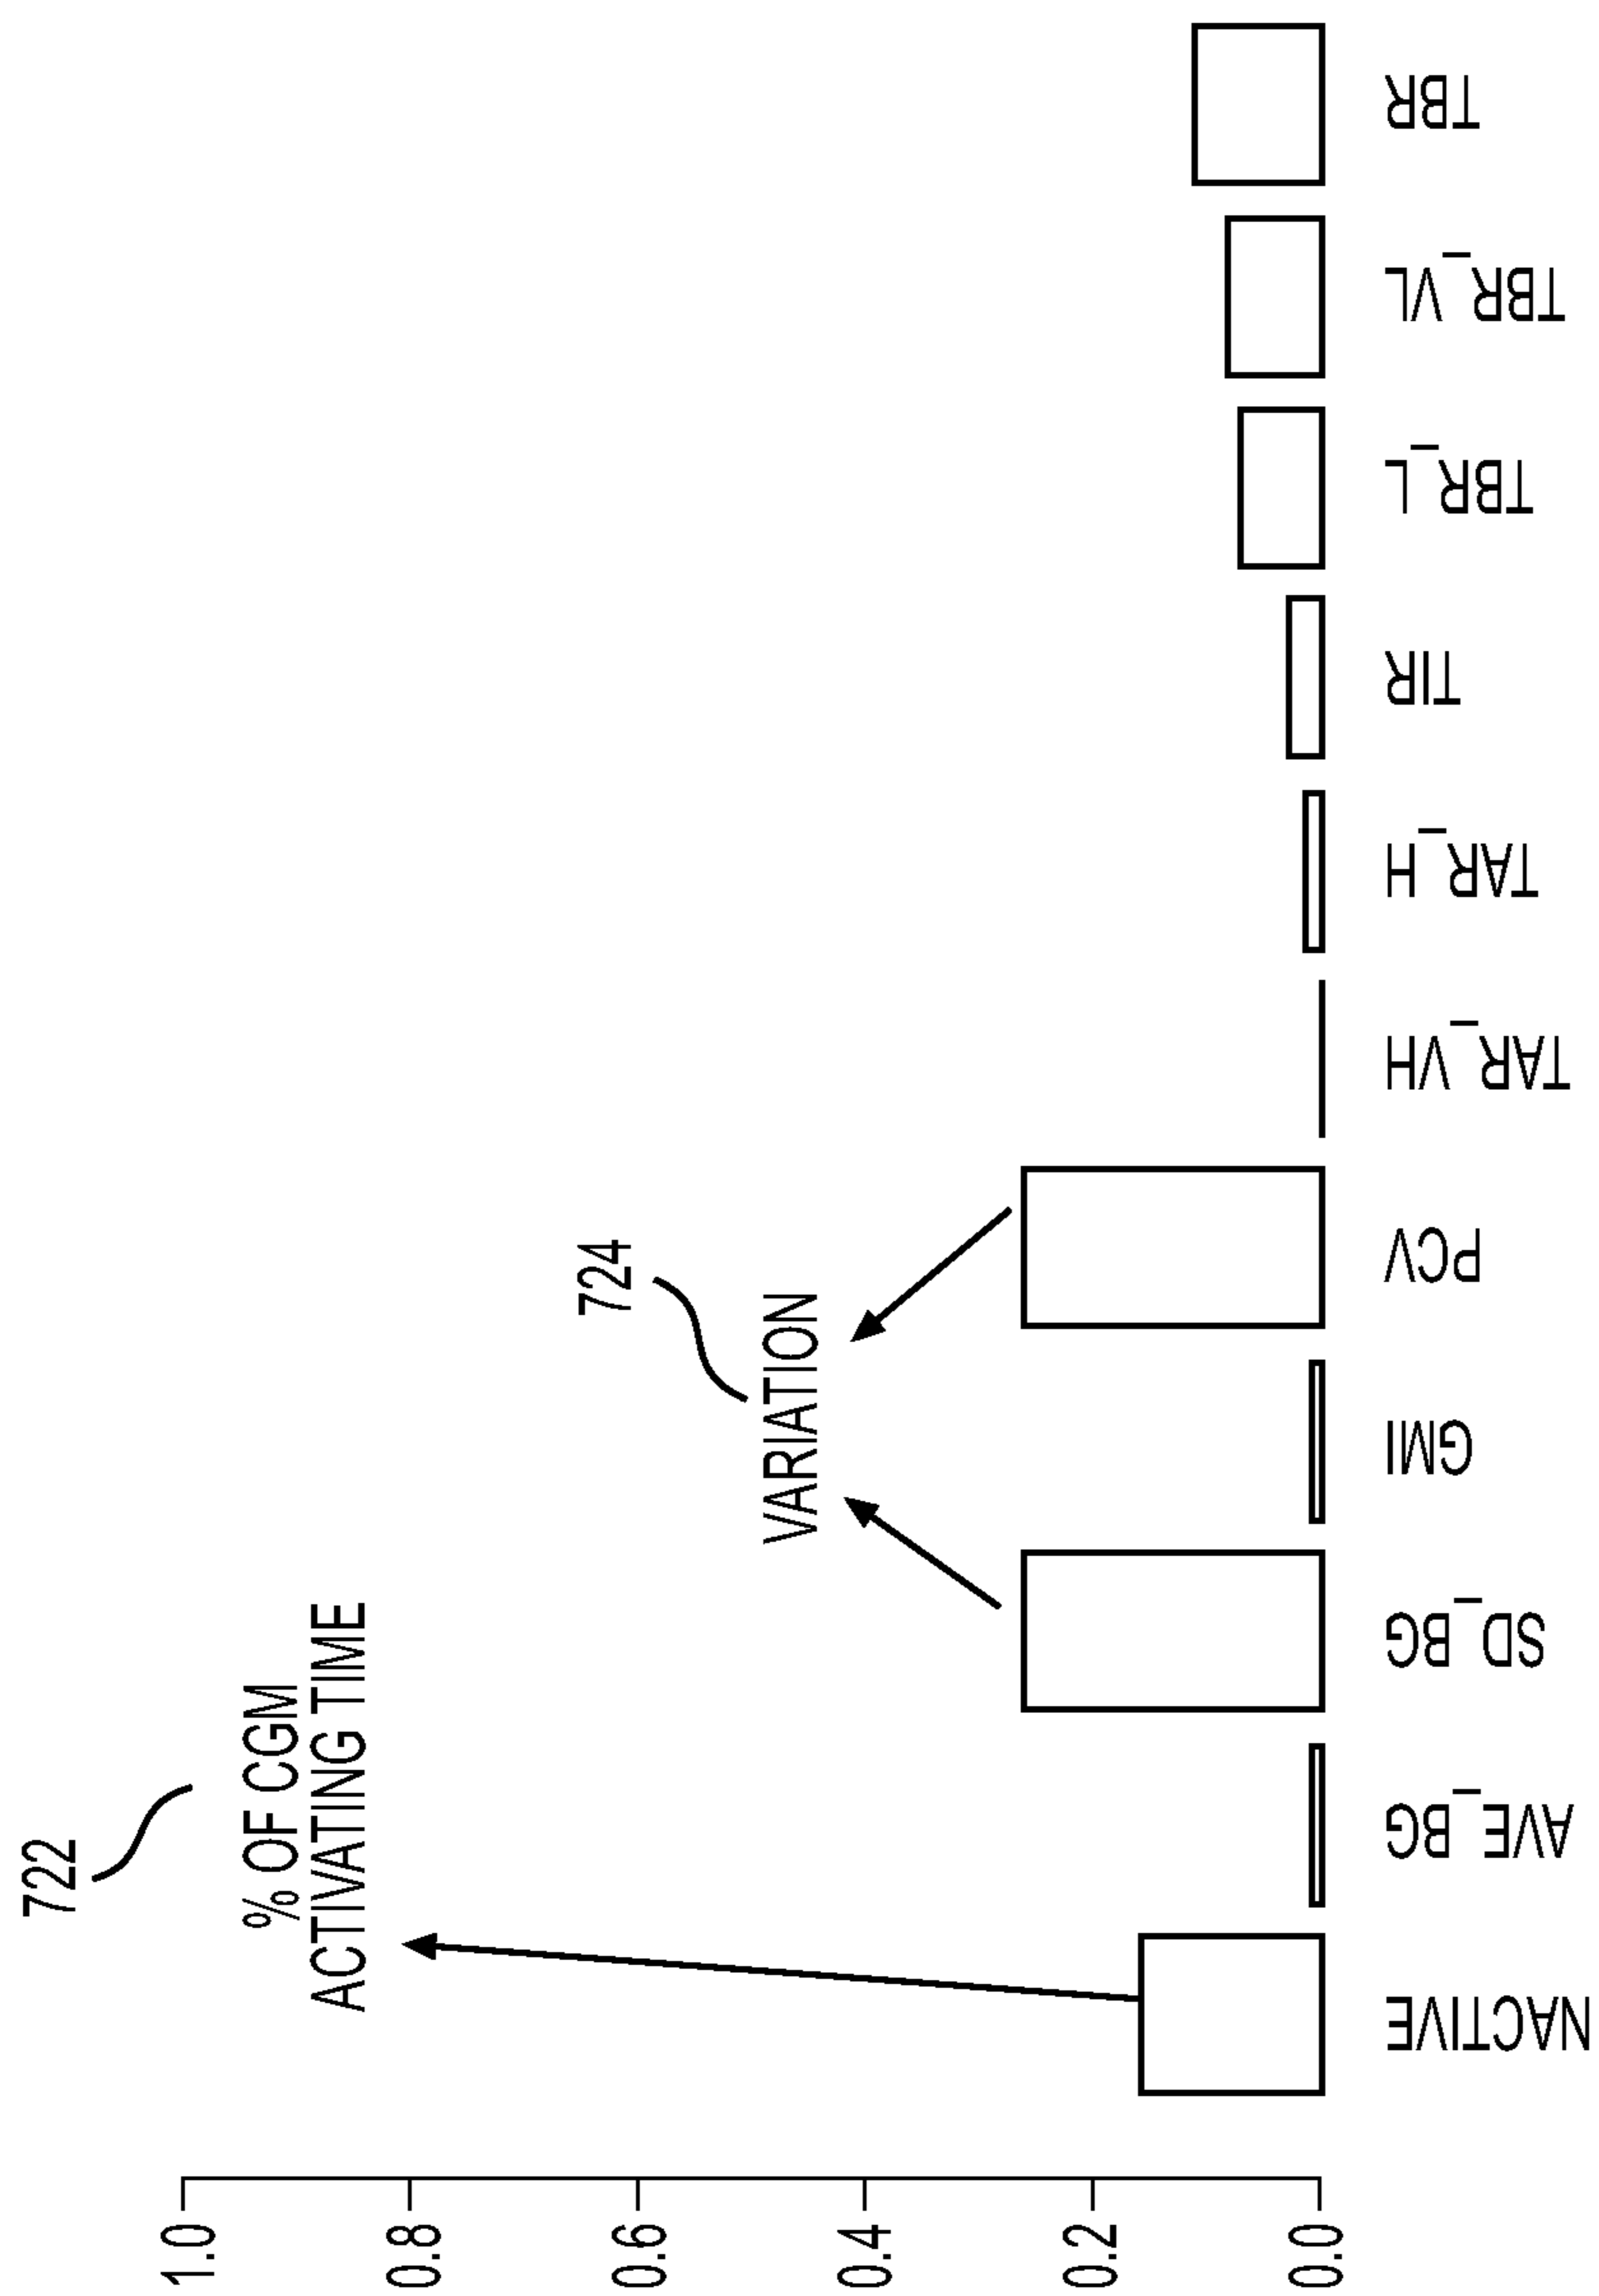 722
% OF CGM
ACTIVATING TIME
724
VARIATION
1.0
0.8
0.6
0.4
0.2
0.0
NACTIVE
AVE_BG
SD_BG
GMI
PCV
TAR_VH
TAR_H
TIR
TBR_L
TBR_VL
TBR